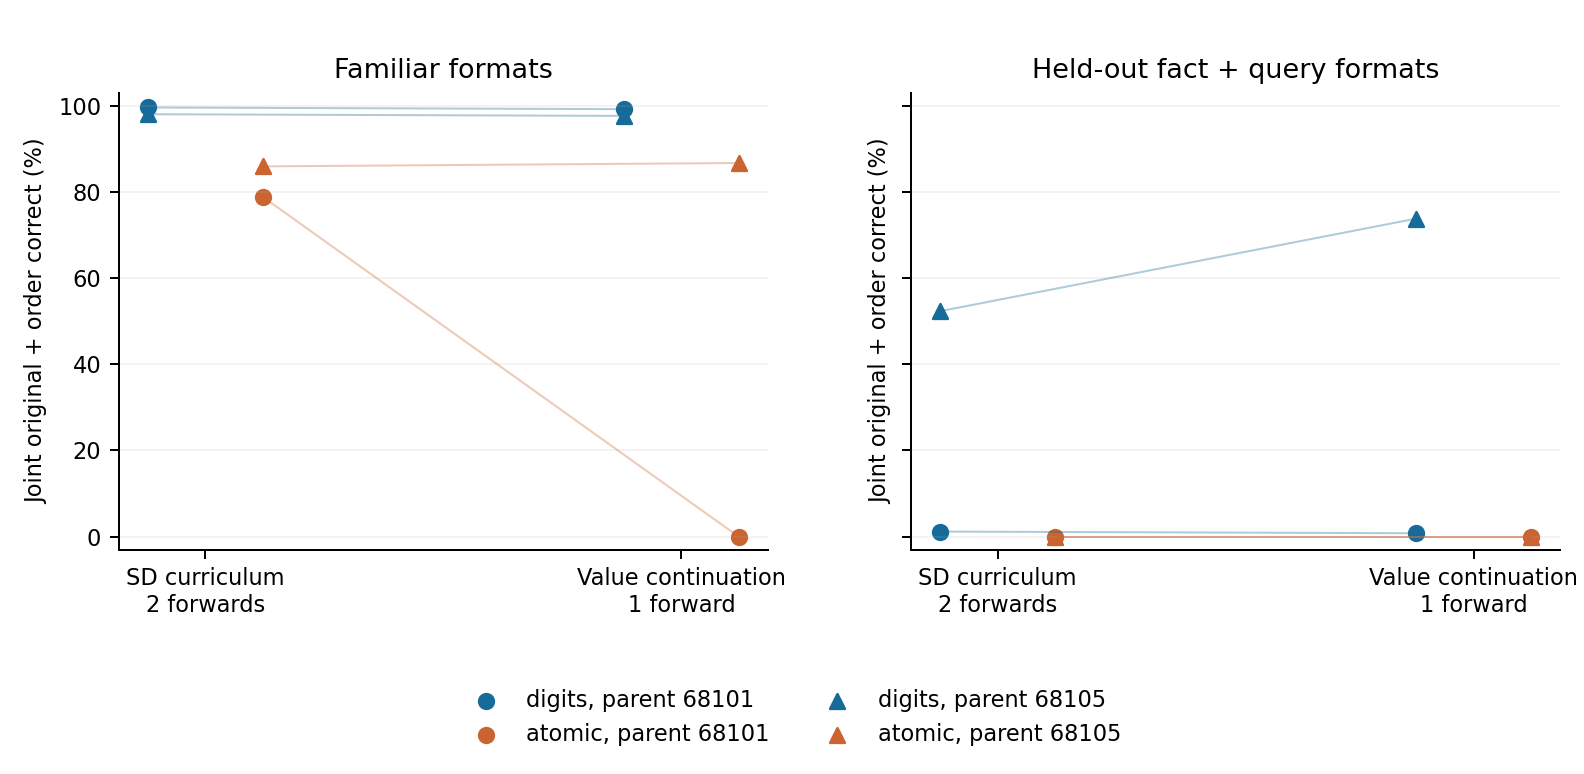 Familiar formats
Joint original + order correct (%)
100
80
60
40
20
0
SD curriculum
2 forwards
Value continuation
1 forward
Held-out fact + query formats
Joint original + order correct (%)
SD curriculum
2 forwards
Value continuation
1 forward
digits, parent 68101
atomic, parent 68101
digits, parent 68105
atomic, parent 68105